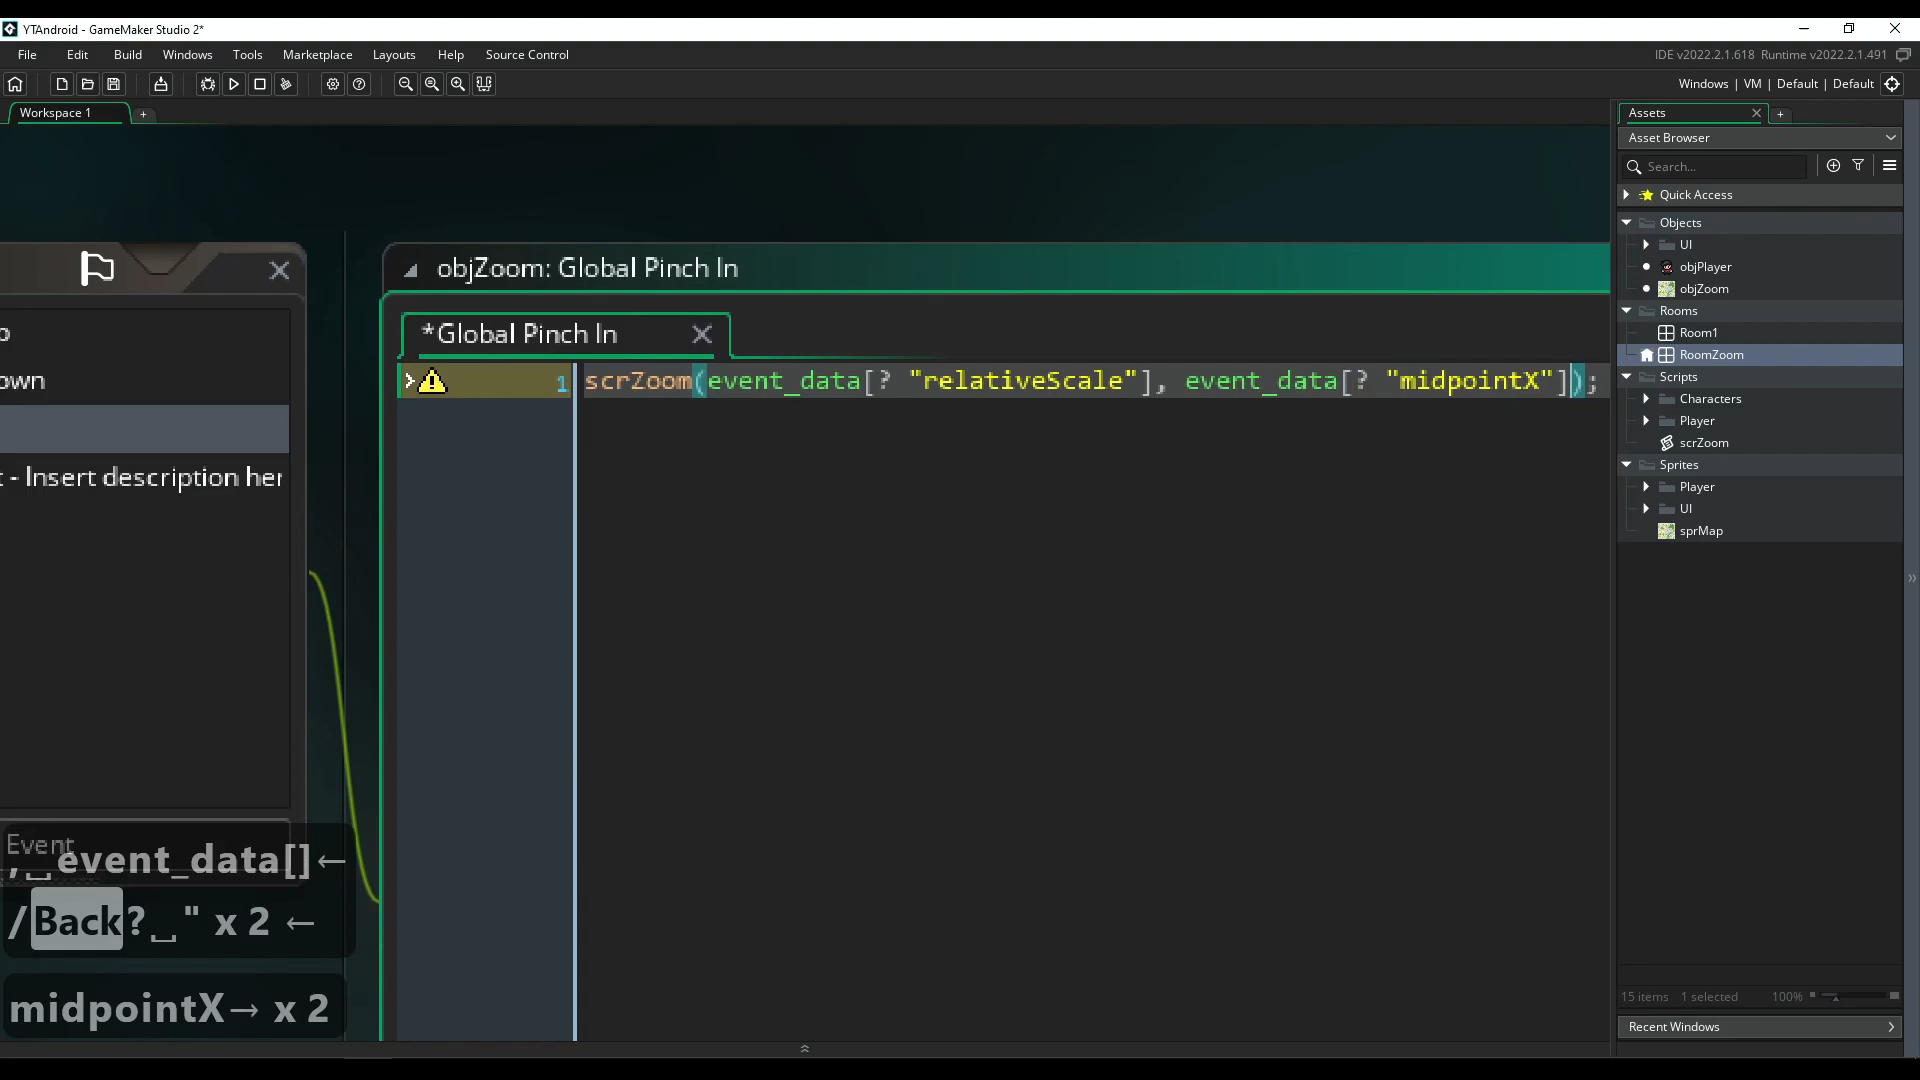 YTAndroid - GameMaker Studio 2*
File Edit Build Windows Tools Marketplace Layouts Help Source Control
IDE v2022.2.1.618 Runtime v2022.2.1.491
Windows | VM | Default | Default
Workspace 1 +
Assets +
Asset Browser
Search...
Quick Access
Objects
UI
objPlayer
objZoom
Rooms
Room1
RoomZoom
Scripts
Characters
Player
scrZoom
Sprites
Player
UI
sprMap
15 items 1 selected 100%
Recent Windows
objZoom: Global Pinch In
*Global Pinch In
1 scrZoom(event_data[? "relativeScale"], event_data[? "midpointX"]);
o
own
t - Insert description her
Event
,␣event_data[]←
/Back?␣" x 2 ←
midpointX→ x 2